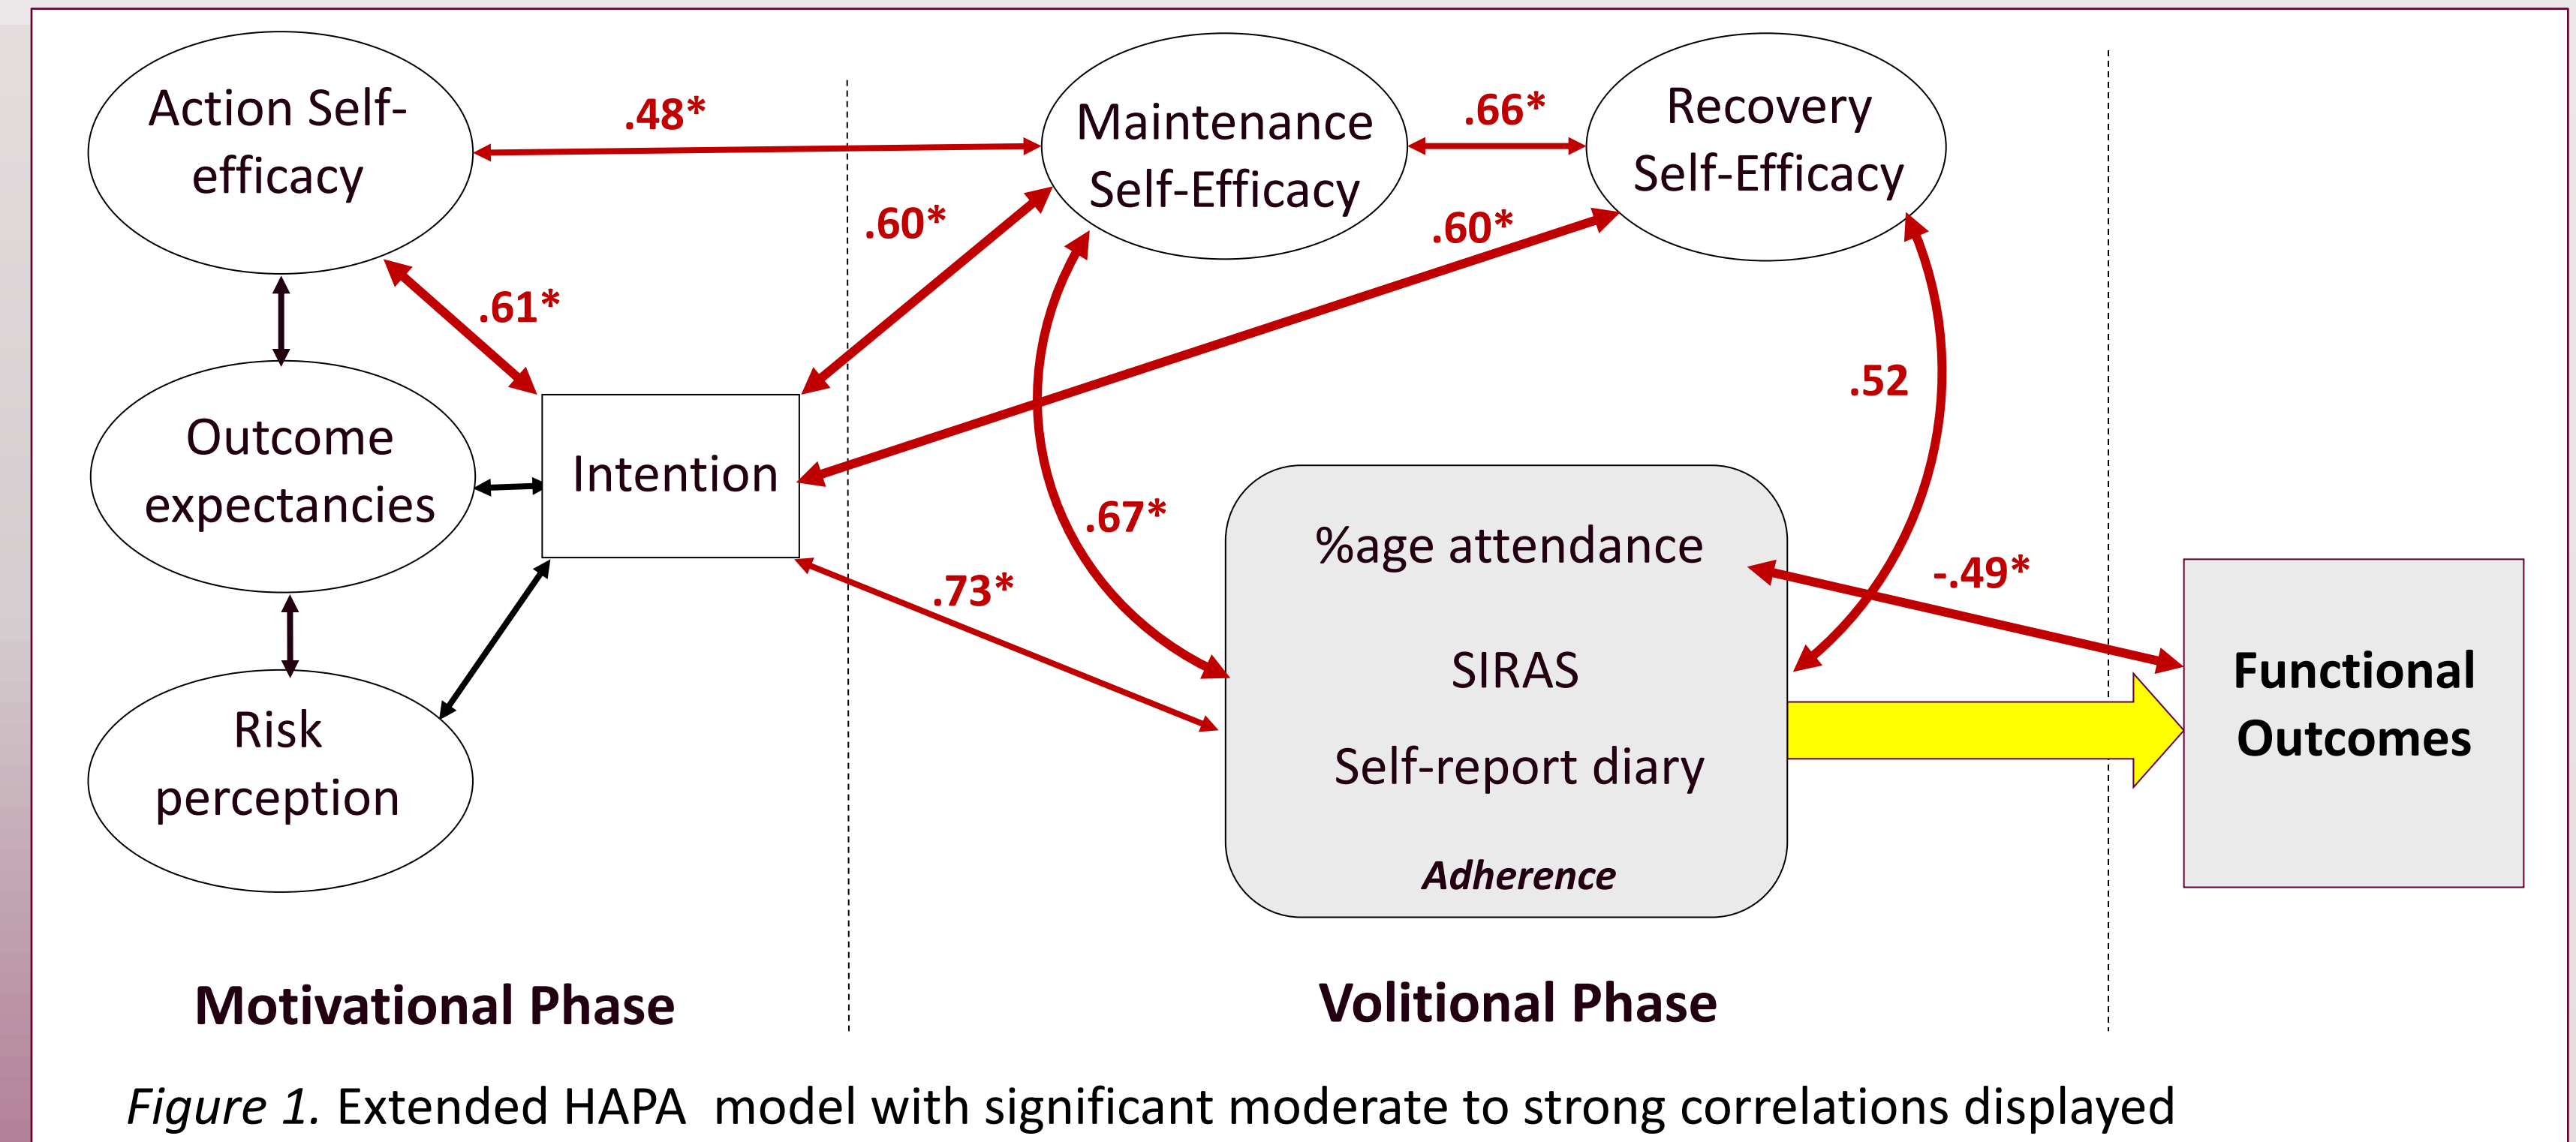 Action Self-
efficacy
.48*
Maintenance
Self-Efficacy
.66*
Recovery
Self-Efficacy
.61*
.60*
.60*
.52
Outcome
expectancies
Intention
.67*
.73*
%age attendance
SIRAS
Self-report diary
Adherence
-.49*
Functional
Outcomes
Risk
perception
Motivational Phase
Volitional Phase
Figure 1. Extended HAPA  model with significant moderate to strong correlations displayed